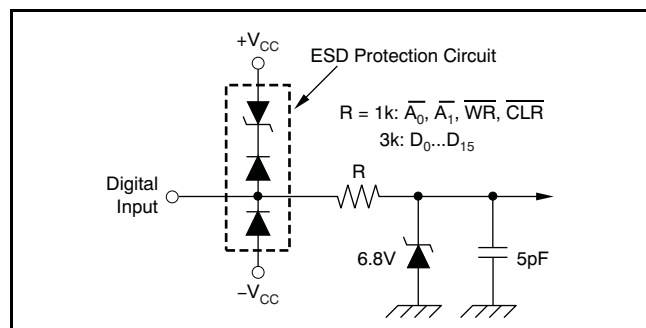 +V_CC
ESD Protection Circuit
R = 1k: A̅₀, A̅₁, W̅R̅, C̅L̅R̅
3k: D₀...D₁₅
R
Digital
Input
6.8V
5pF
−V_CC